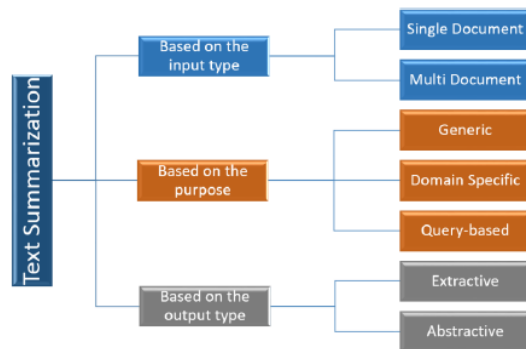 Text Summarization
Based on the
input type
Single Document
Multi Document
Based on the
purpose
Generic
Domain Specific
Query-based
Based on the
output type
Extractive
Abstractive